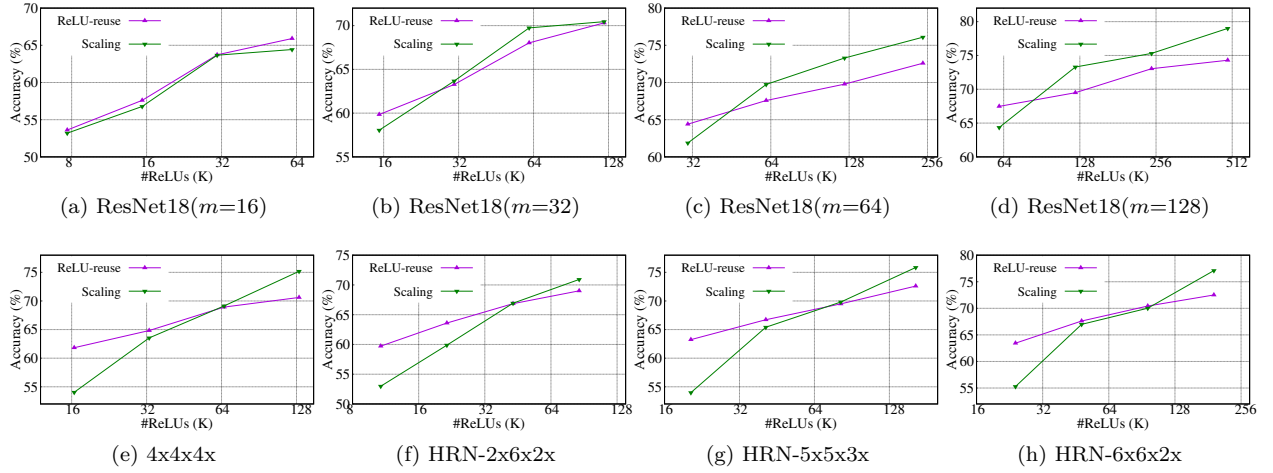 70
65
60
55
50
Accuracy (%)
ReLU-reuse
Scaling
8 16 32 64
#ReLUs (K)
(a) ResNet18(m=16)
70
65
60
55
Accuracy (%)
ReLU-reuse
Scaling
16 32 64 128
#ReLUs (K)
(b) ResNet18(m=32)
80
75
70
65
60
Accuracy (%)
ReLU-reuse
Scaling
32 64 128 256
#ReLUs (K)
(c) ResNet18(m=64)
80
75
70
65
60
Accuracy (%)
ReLU-reuse
Scaling
64 128 256 512
#ReLUs (K)
(d) ResNet18(m=128)
75
70
65
60
55
Accuracy (%)
ReLU-reuse
Scaling
16 32 64 128
#ReLUs (K)
(e) 4x4x4x
75
70
65
60
55
50
Accuracy (%)
ReLU-reuse
Scaling
8 16 32 64 128
#ReLUs (K)
(f) HRN-2x6x2x
75
70
65
60
55
Accuracy (%)
ReLU-reuse
Scaling
16 32 64 128
#ReLUs (K)
(g) HRN-5x5x3x
80
75
70
65
60
55
Accuracy (%)
ReLU-reuse
Scaling
16 32 64 128 256
#ReLUs (K)
(h) HRN-6x6x2x